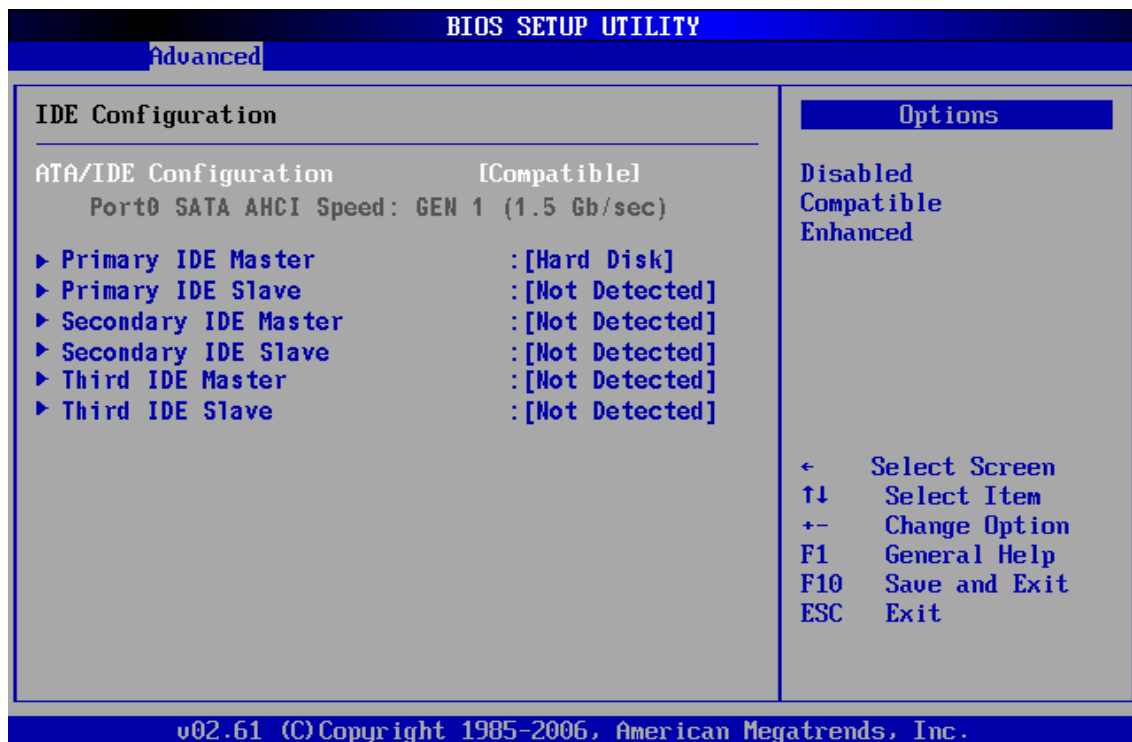 BIOS SETUP UTILITY
Advanced
IDE Configuration
ATA/IDE Configuration [Compatible]
Port0 SATA AHCI Speed: GEN 1 (1.5 Gb/sec)
▶ Primary IDE Master :[Hard Disk]
▶ Primary IDE Slave :[Not Detected]
▶ Secondary IDE Master :[Not Detected]
▶ Secondary IDE Slave :[Not Detected]
▶ Third IDE Master :[Not Detected]
▶ Third IDE Slave :[Not Detected]
Options
Disabled
Compatible
Enhanced
← Select Screen
↑↓ Select Item
+- Change Option
F1 General Help
F10 Save and Exit
ESC Exit
v02.61 (C)Copyright 1985-2006, American Megatrends, Inc.